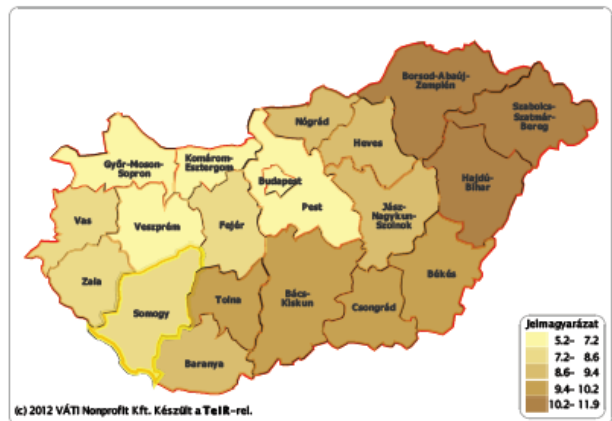 Borsod-Abaúj-
Zemplén
Szabolcs-
Szatmár-
Bereg
Nógrád
Heves
Győr-Moson-
Sopron
Komárom-
Esztergom
Budapest
Hajdú-
Bihar
Pest
Jász-
Nagykun-
Szolnok
Vas
Veszprém
Fejér
Zala
Somogy
Tolna
Bács-
Kiskun
Békés
Csongrád
Baranya
Jelmagyarázat
5.2- 7.2
7.2- 8.6
8.6- 9.4
9.4- 10.2
10.2- 11.9
(c) 2012 VÁTI Nonprofit Kft. Készült a TeIR-rel.